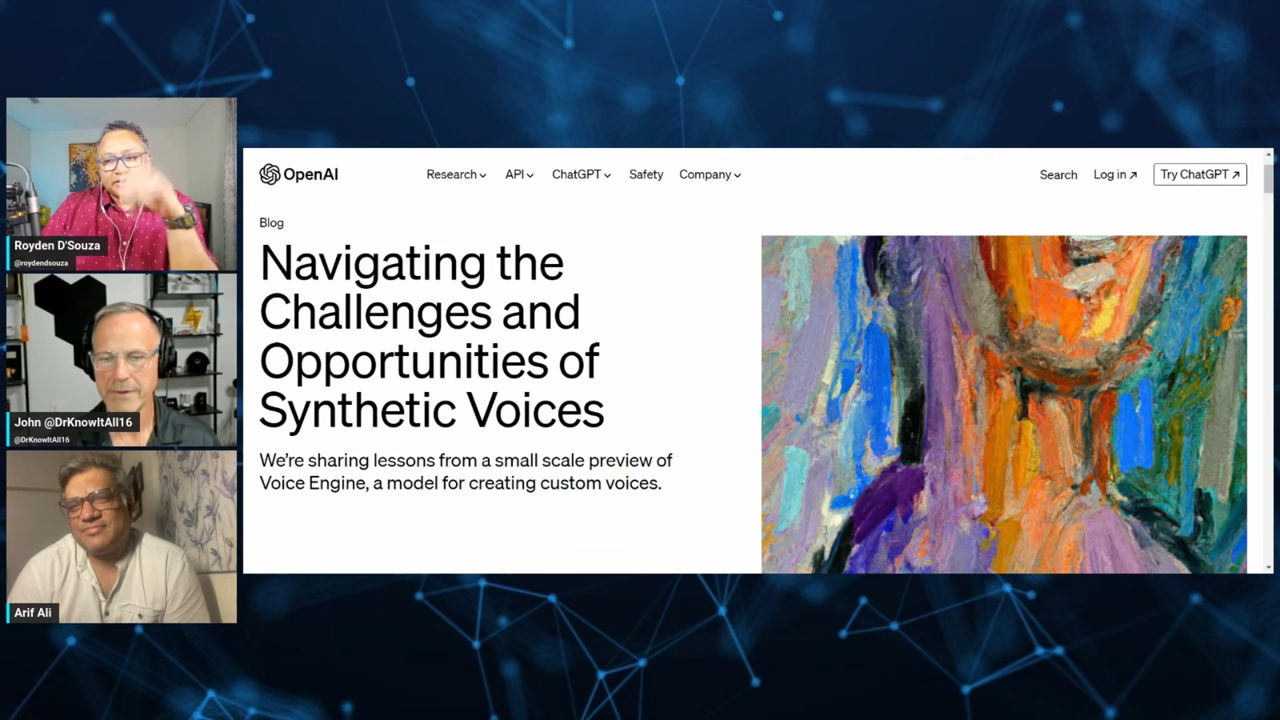 Royden D'Souza
@roydendsouza
John @DrKnowItAll16
@DrKnowItAll16
Arif Ali
OpenAI
Research API ChatGPT Safety Company
Search Log in ↗ Try ChatGPT ↗
Blog
Navigating the
Challenges and
Opportunities of
Synthetic Voices
We’re sharing lessons from a small scale preview of
Voice Engine, a model for creating custom voices.